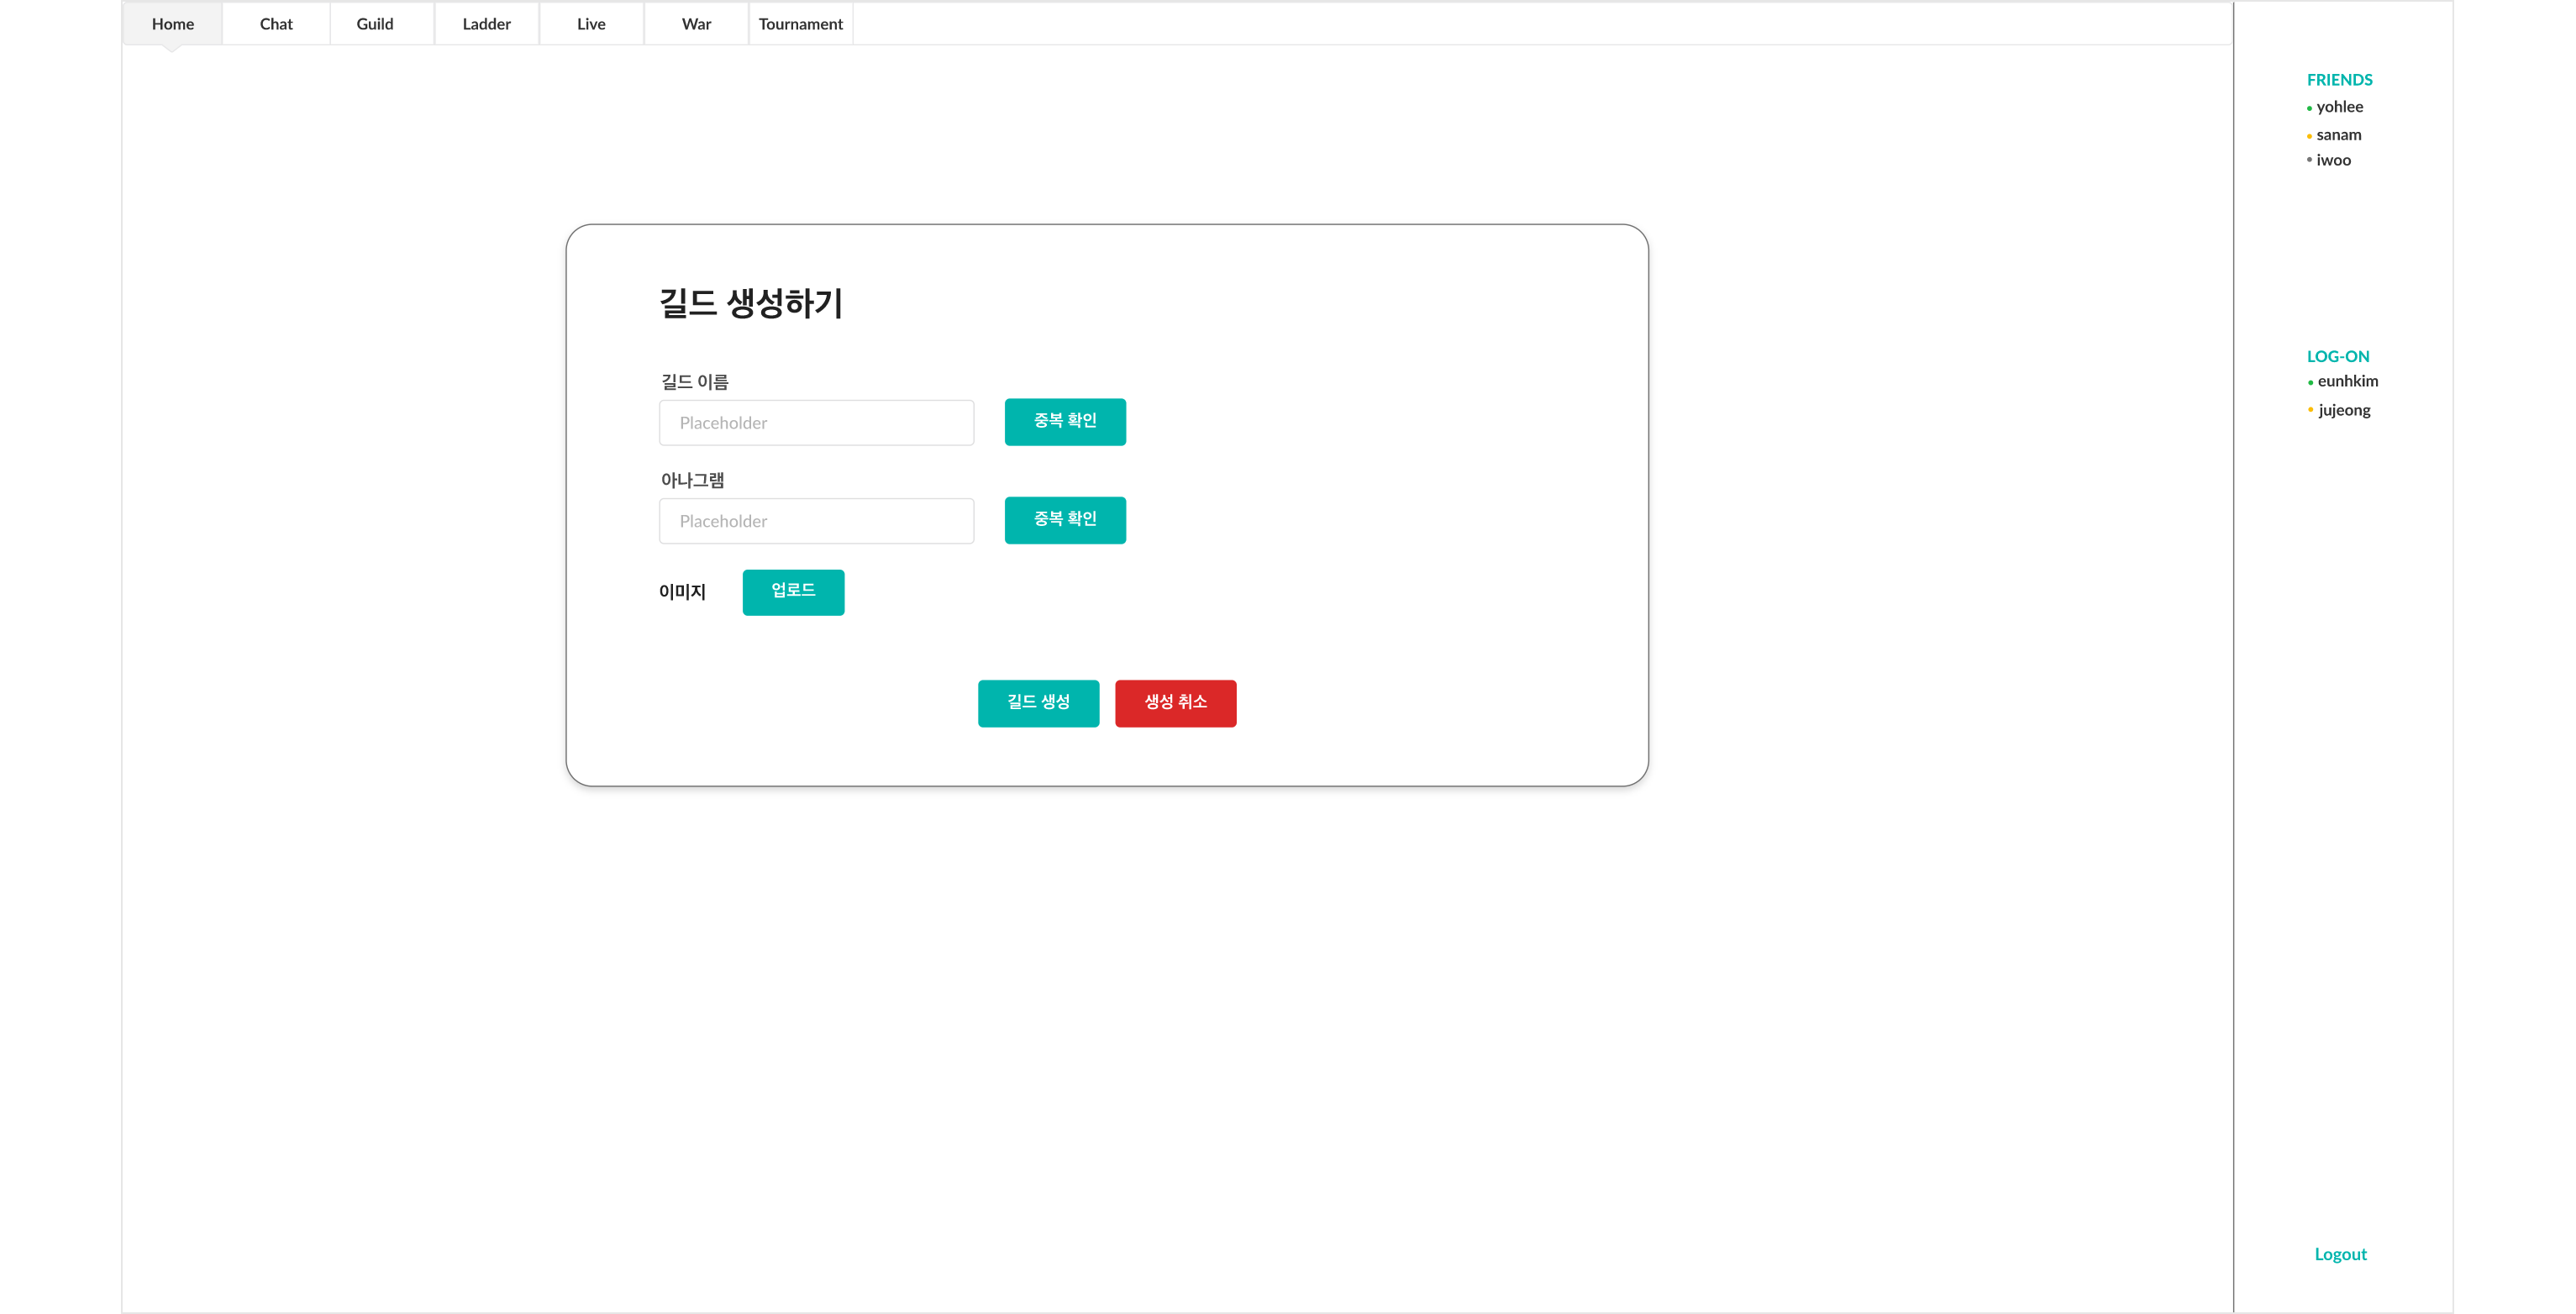 Home Chat Guild Ladder Live War Tournament
FRIENDS
yohlee
sanam
iwoo
LOG-ON
eunhkim
jujeong
Logout
길드 생성하기
길드 이름
Placeholder 중복 확인
아나그램
Placeholder 중복 확인
이미지 업로드
길드 생성 생성 취소